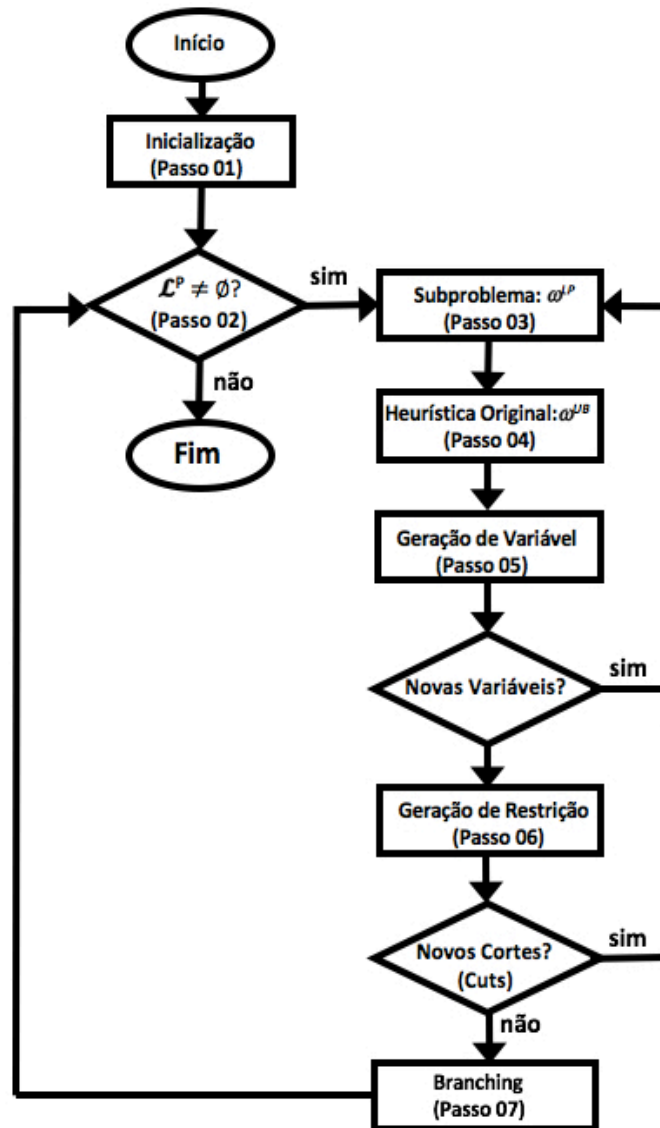 Início
Inicialização
(Passo 01)
𝓛ᴾ ≠ ∅?
(Passo 02)
sim
não
Fim
Subproblema: ω^LP
(Passo 03)
Heurística Original:ω^UB
(Passo 04)
Geração de Variável
(Passo 05)
Novas Variáveis?
sim
Geração de Restrição
(Passo 06)
Novos Cortes?
(Cuts)
sim
não
Branching
(Passo 07)